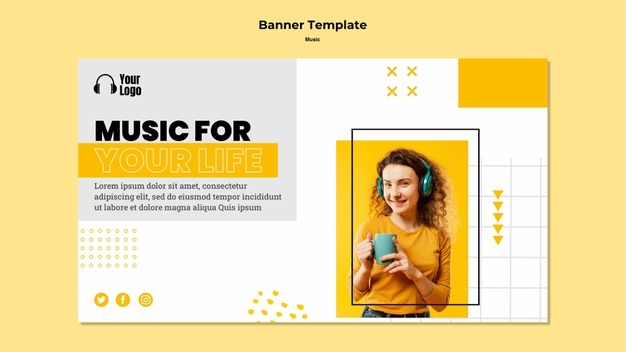 Banner Template
Music
Your
Logo
MUSIC FOR
YOUR LIFE
Lorem ipsum dolor sit amet, consectetur
adipiscing elit, sed do eiusmod tempor incididunt
ut labore et dolore magna aliqua Quis ipsum